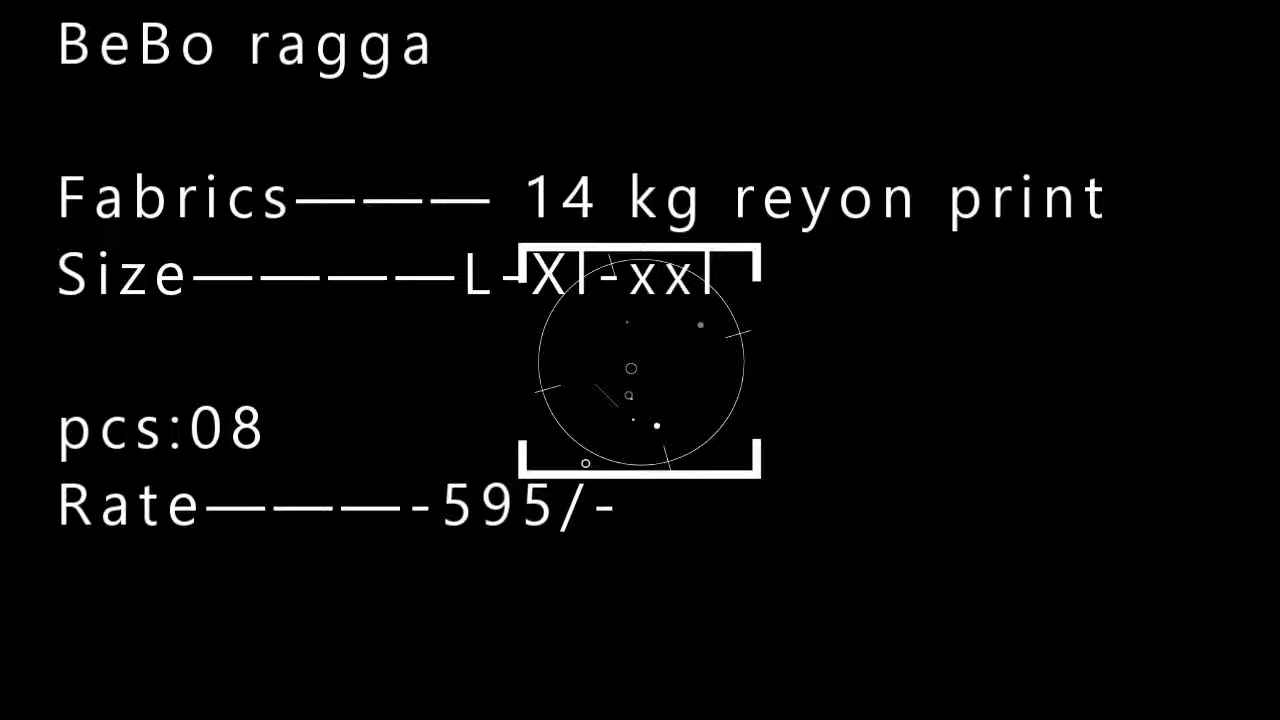 BeBo ragga
Fabrics——— 14 kg reyon print
Size————L-Xl-xxl
pcs:08
Rate———-595/-